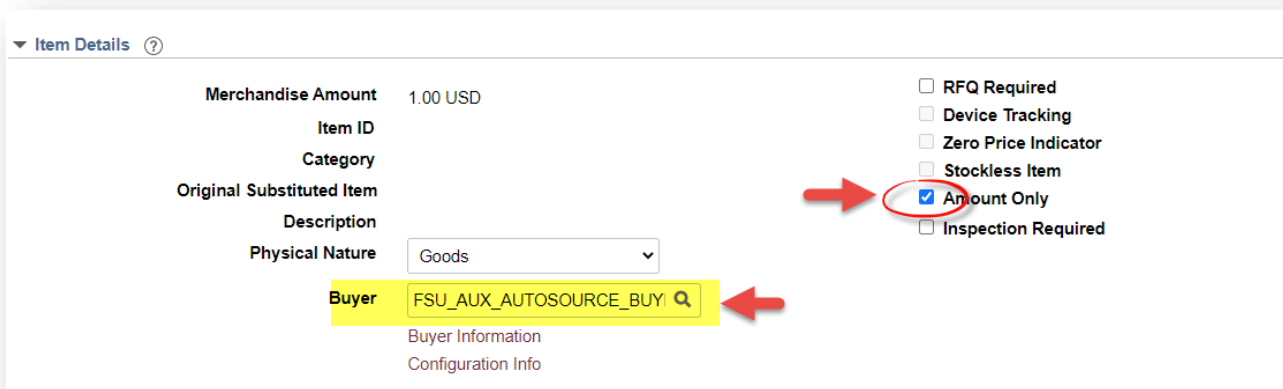 Item Details ?
Merchandise Amount 1.00 USD
Item ID
Category
Original Substituted Item
Description
Physical Nature Goods
Buyer FSU_AUX_AUTOSOURCE_BUY
Buyer Information
Configuration Info
RFQ Required
Device Tracking
Zero Price Indicator
Stockless Item
Amount Only
Inspection Required